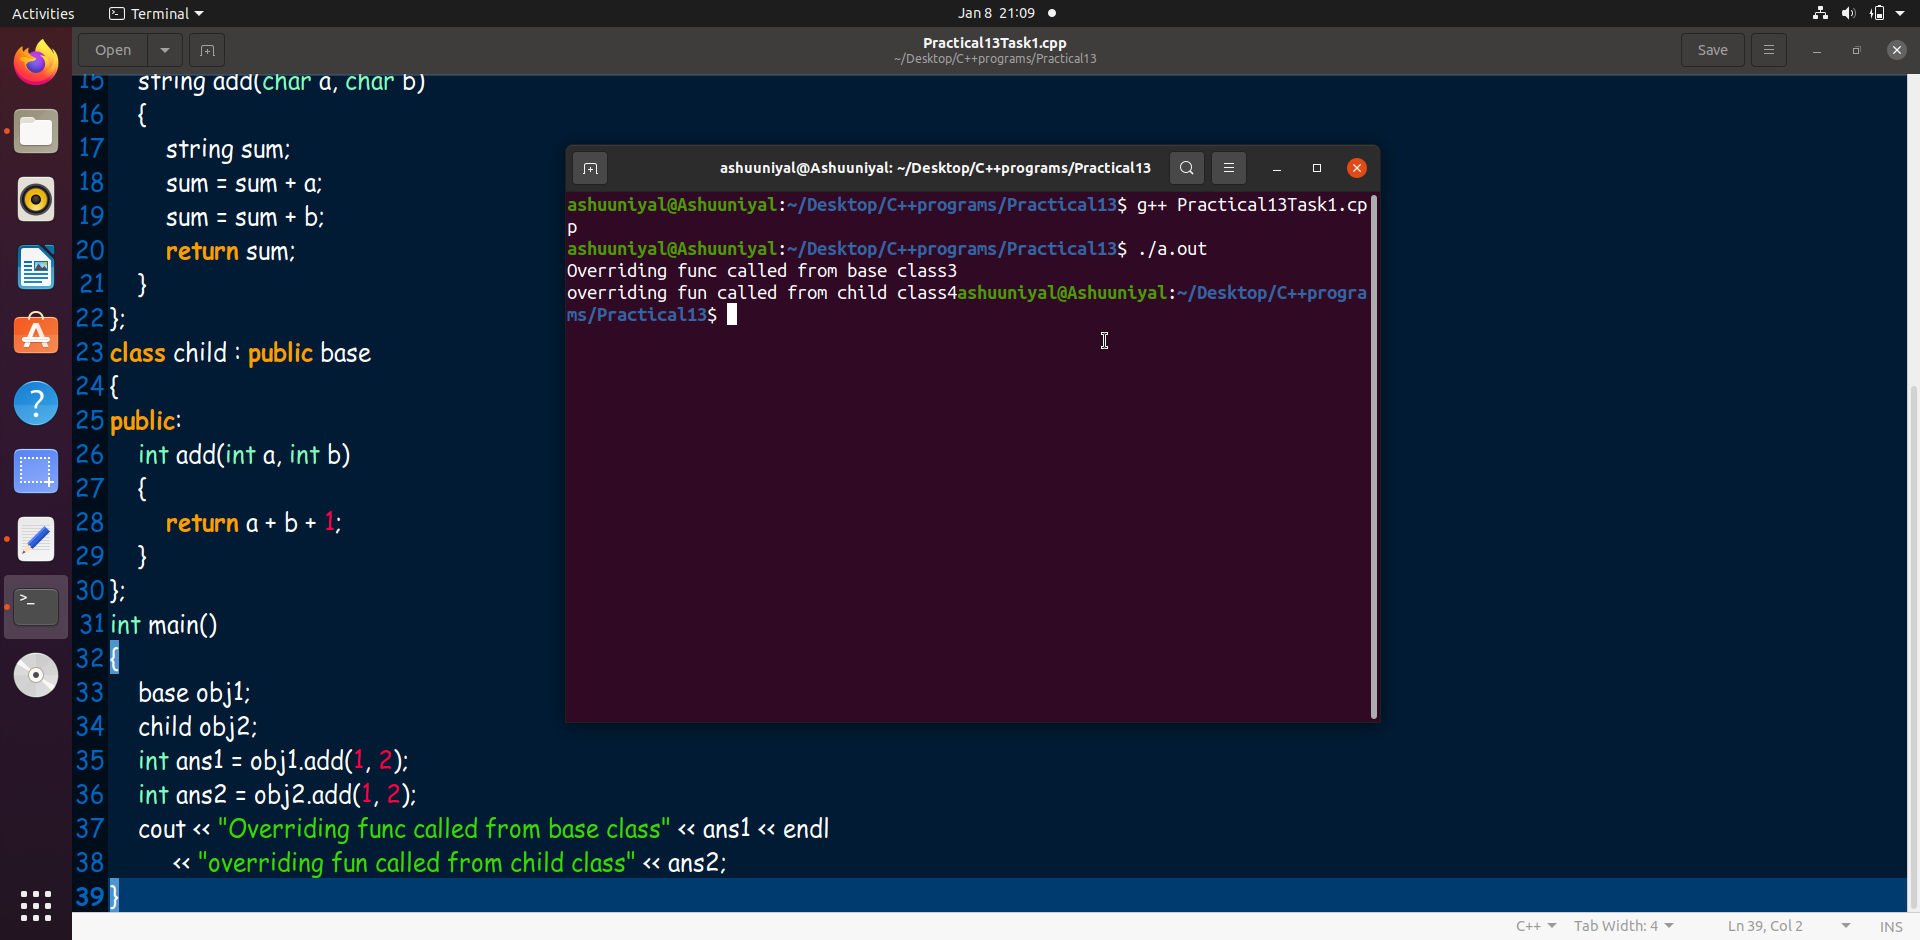 Activities
Terminal
Jan 8 21:09
Open
Practical13Task1.cpp
~/Desktop/C++programs/Practical13
Save
15 string add(char a, char b)
16 {
17 string sum;
18 sum = sum + a;
19 sum = sum + b;
20 return sum;
21 }
22 };
23 class child : public base
24 {
25 public:
26 int add(int a, int b)
27 {
28 return a + b + 1;
29 }
30 };
31 int main()
32 {
33 base obj1;
34 child obj2;
35 int ans1 = obj1.add(1, 2);
36 int ans2 = obj2.add(1, 2);
37 cout << "Overriding func called from base class" << ans1 << endl
38 << "overriding fun called from child class" << ans2;
39 }
ashuuniyal@Ashuuniyal: ~/Desktop/C++programs/Practical13
ashuuniyal@Ashuuniyal:~/Desktop/C++programs/Practical13$ g++ Practical13Task1.cp
p
ashuuniyal@Ashuuniyal:~/Desktop/C++programs/Practical13$ ./a.out
Overriding func called from base class3
overriding fun called from child class4ashuuniyal@Ashuuniyal:~/Desktop/C++progra
ms/Practical13$
C++
Tab Width: 4
Ln 39, Col 2
INS